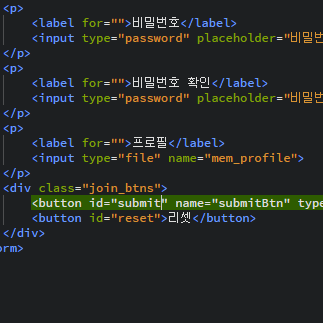 <p>
<label for="">비밀번호</label>
<input type="password" placeholder="비밀번
</p>
<p>
<label for="">비밀번호 확인</label>
<input type="password" placeholder="비밀번
</p>
<p>
<label for="">프로필</label>
<input type="file" name="mem_profile">
</p>
<div class="join_btns">
<button id="submit" name="submitBtn" type
<button id="reset">리셋</button>
</div>
orm>